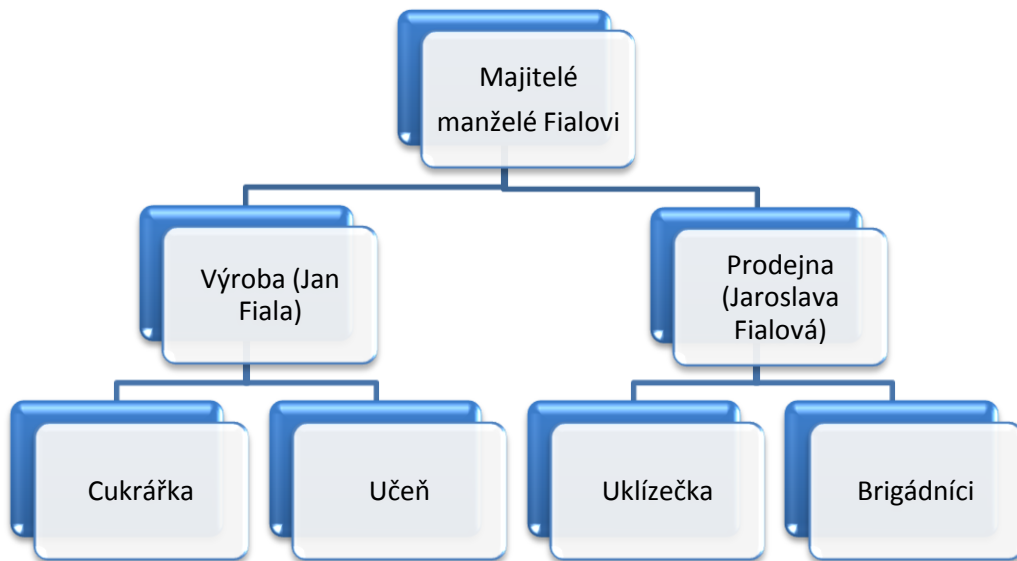 Majitelé
manželé Fialovi
Výroba (Jan
Fiala)
Prodejna
(Jaroslava
Fialová)
Cukrářka
Učeň
Uklízečka
Brigádníci